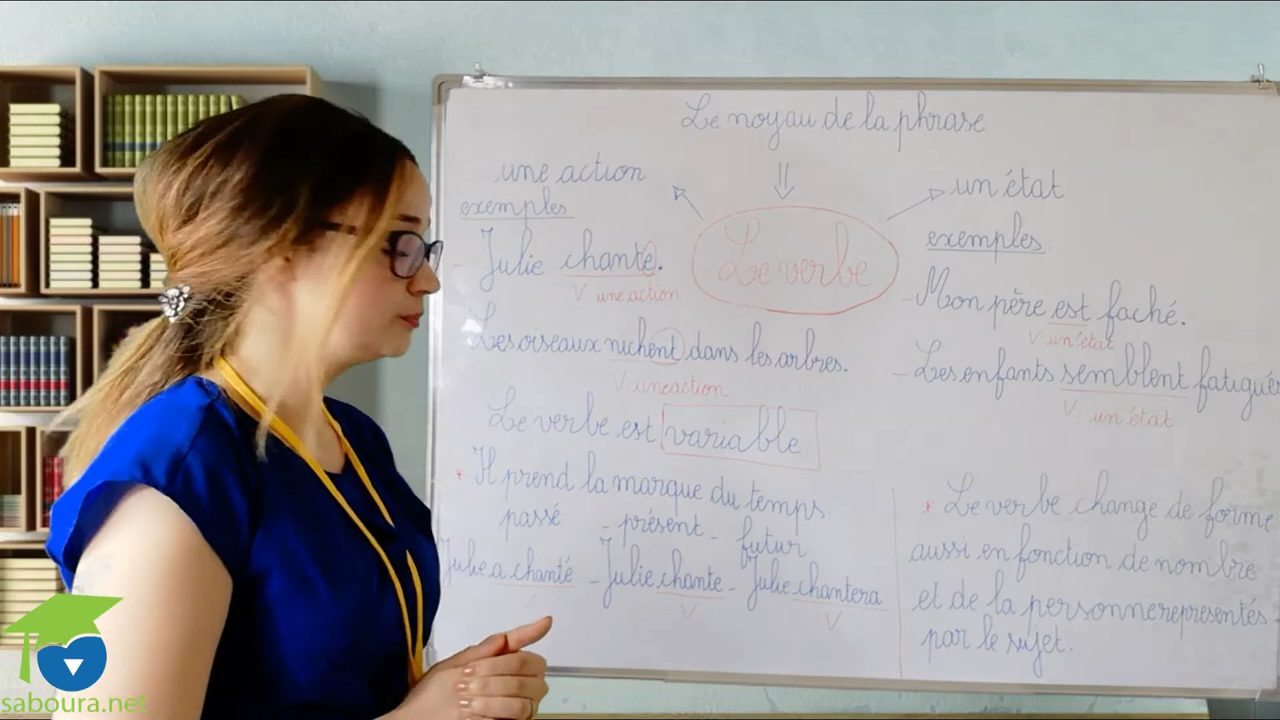 Le noyau de la phrase
une action
exemples
- Julie chante.
V une action
Les oiseaux nichent dans les arbres.
V une action
Le verbe
un état
exemples
- Mon père est faché.
V un état
- Les enfants semblent fatigués
V un état
Le verbe est variable.
* Il prend la marque du temps
passé - présent - futur
Julie a chanté - Julie chante - Julie chantera
V V V
* Le verbe change de forme
aussi en fonction de nombre
et de la personne representés
par le sujet.
saboura.net